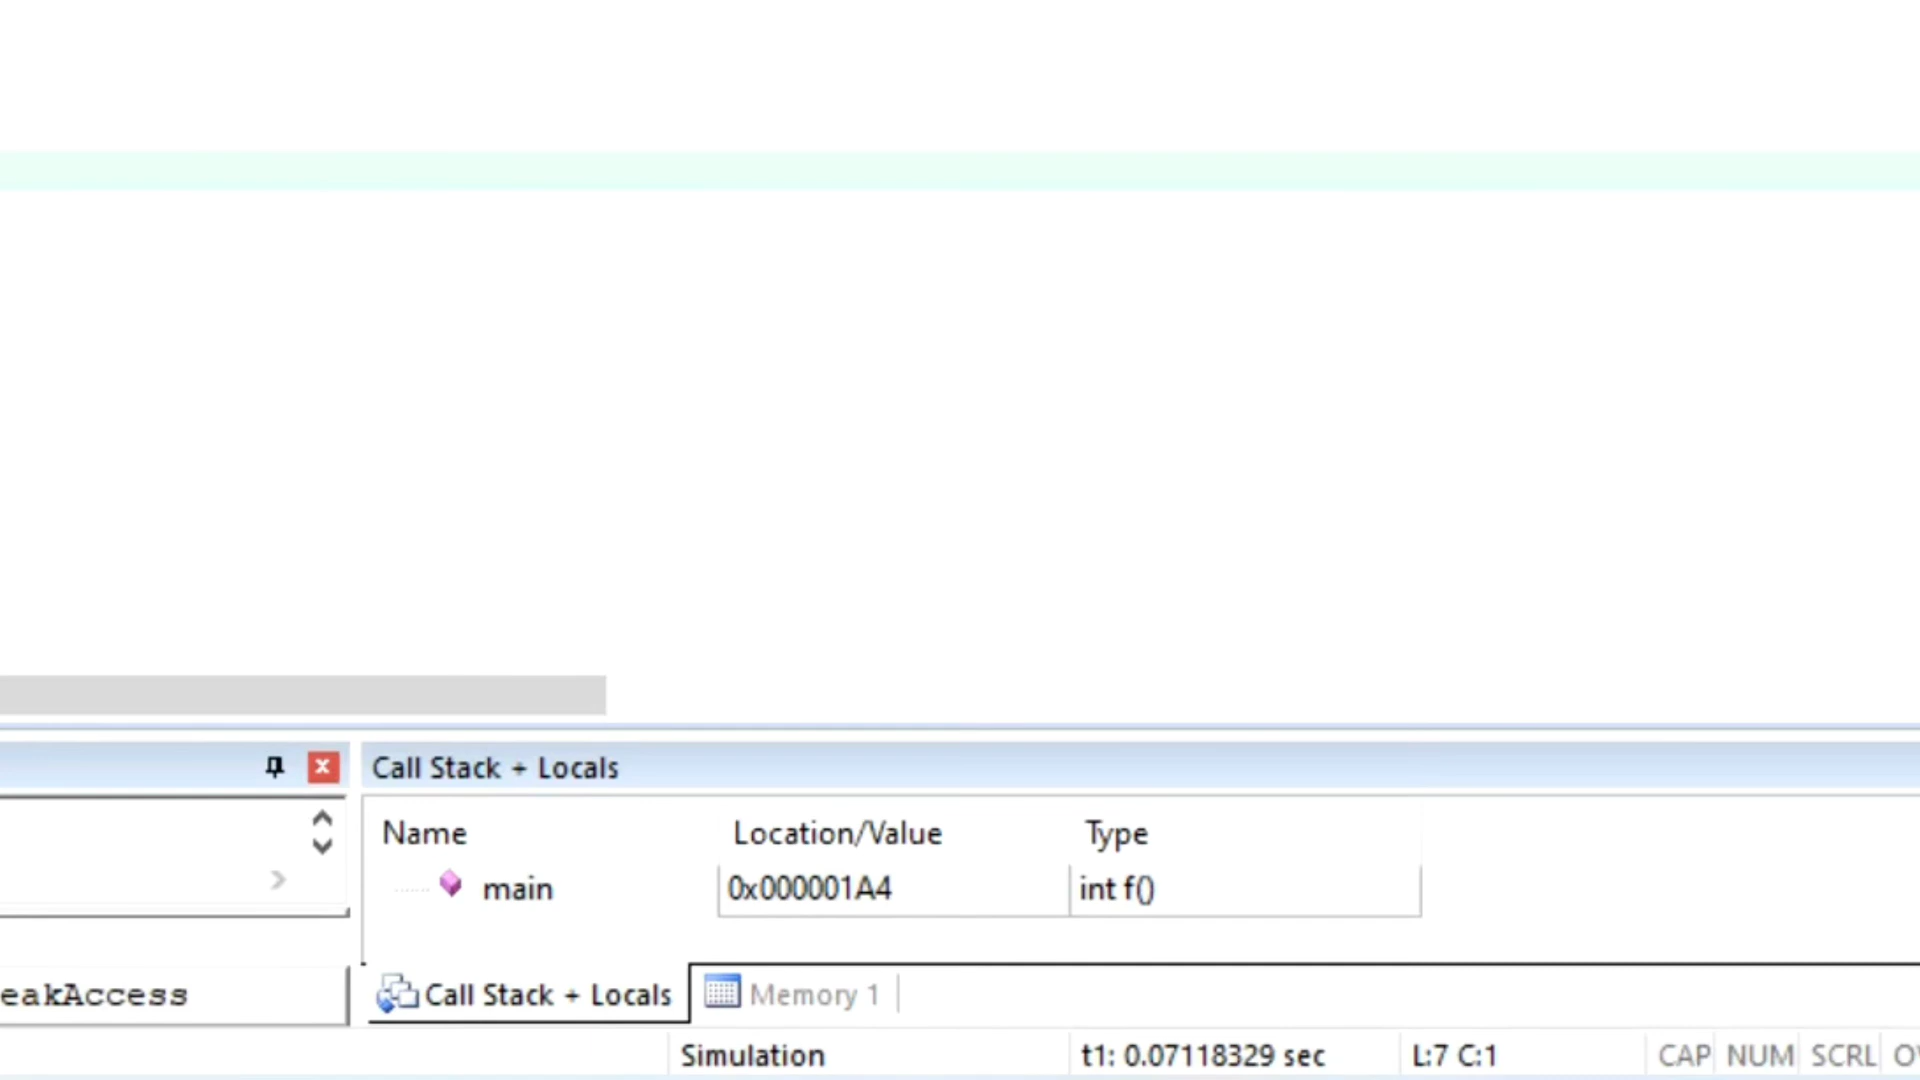 Call Stack + Locals
Name Location/Value Type
main 0x000001A4 int f()
eakAccess
Call Stack + Locals Memory 1
Simulation t1: 0.07118329 sec L:7 C:1 CAP NUM SCRL